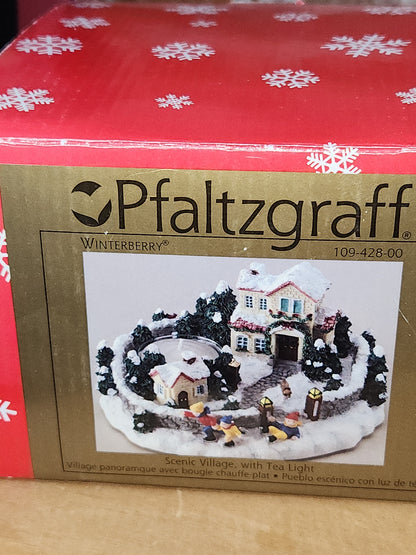 Pfaltzgraff®
WINTERBERRY®
109-428-00
Scenic Village, with Tea Light
Village panoramique avec bougie chauffe-plat • Pueblo escénico con luz de